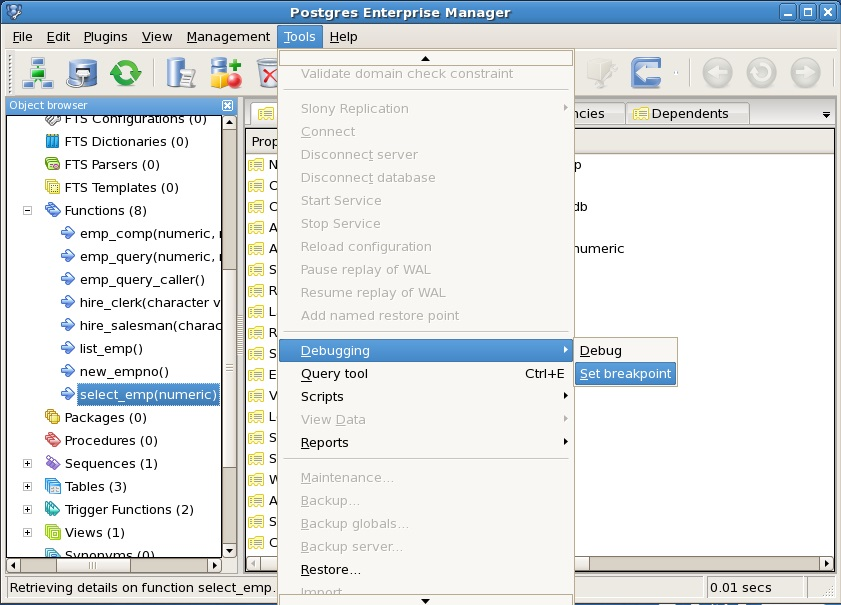 Postgres Enterprise Manager
File Edit Plugins View Management Tools Help
Object browser
FTS Configurations (0)
FTS Dictionaries (0)
FTS Parsers (0)
FTS Templates (0)
Functions (8)
emp_comp(numeric,
emp_query(numeric,
emp_query_caller()
hire_clerk(character v
hire_salesman(charac
list_emp()
new_empno()
select_emp(numeric)
Packages (0)
Procedures (0)
Sequences (1)
Tables (3)
Trigger Functions (2)
Views (1)
Synonyms (0)
Validate domain check constraint
Slony Replication
Connect
Disconnect server
Disconnect database
Start Service
Stop Service
Reload configuration
Pause replay of WAL
Resume replay of WAL
Add named restore point
Debugging
Query tool Ctrl+E
Scripts
View Data
Reports
Maintenance...
Backup...
Backup globals...
Backup server...
Restore...
Import
Debug
Set breakpoint
ncies
Dependents
Prop
N
p
O
O
db
A
A
numeric
S
R
L
R
S
E
V
L
S
S
W
A
S
C
Retrieving details on function select_emp.
0.01 secs